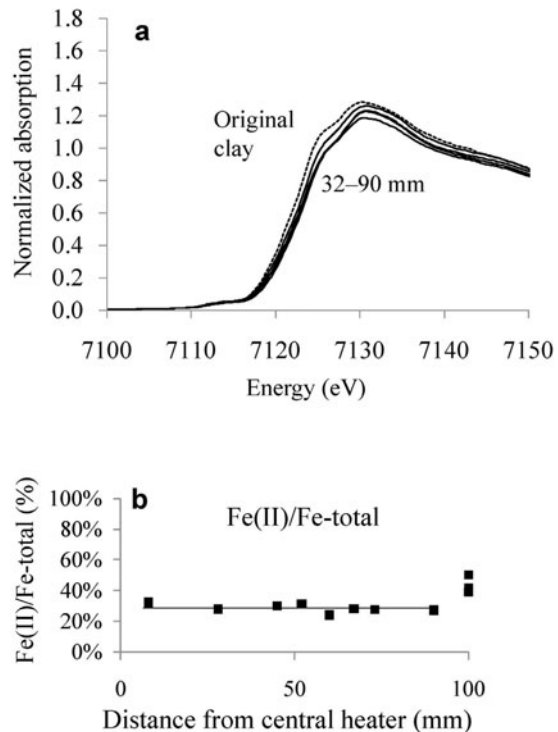 a
Normalized absorption
1.8
1.6
1.4
1.2
1.0
0.8
0.6
0.4
0.2
0.0
Original
clay
32–90 mm
7100 7110 7120 7130 7140 7150
Energy (eV)
b
Fe(II)/Fe-total
Fe(II)/Fe-total (%)
100%
80%
60%
40%
20%
0%
0 50 100
Distance from central heater (mm)